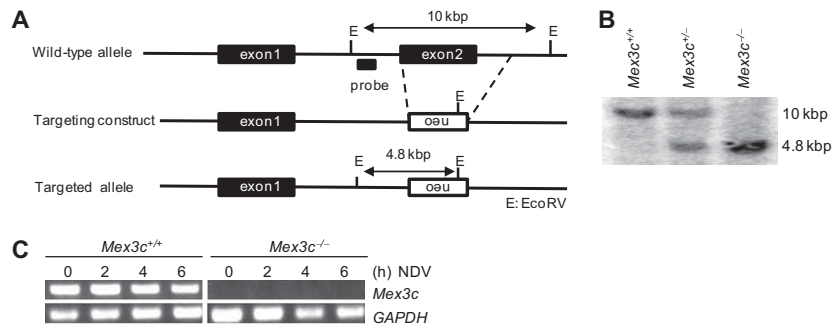 A
10 kbp
E
E
Wild-type allele
exon1
exon2
probe
E
Targeting construct
exon1
neo
4.8 kbp
E
E
Targeted allele
exon1
neo
E: EcoRV
B
Mex3c+/+
Mex3c+/−
Mex3c−/−
10 kbp
4.8 kbp
C
Mex3c+/+
Mex3c−/−
0 2 4 6 0 2 4 6 (h) NDV
Mex3c
GAPDH